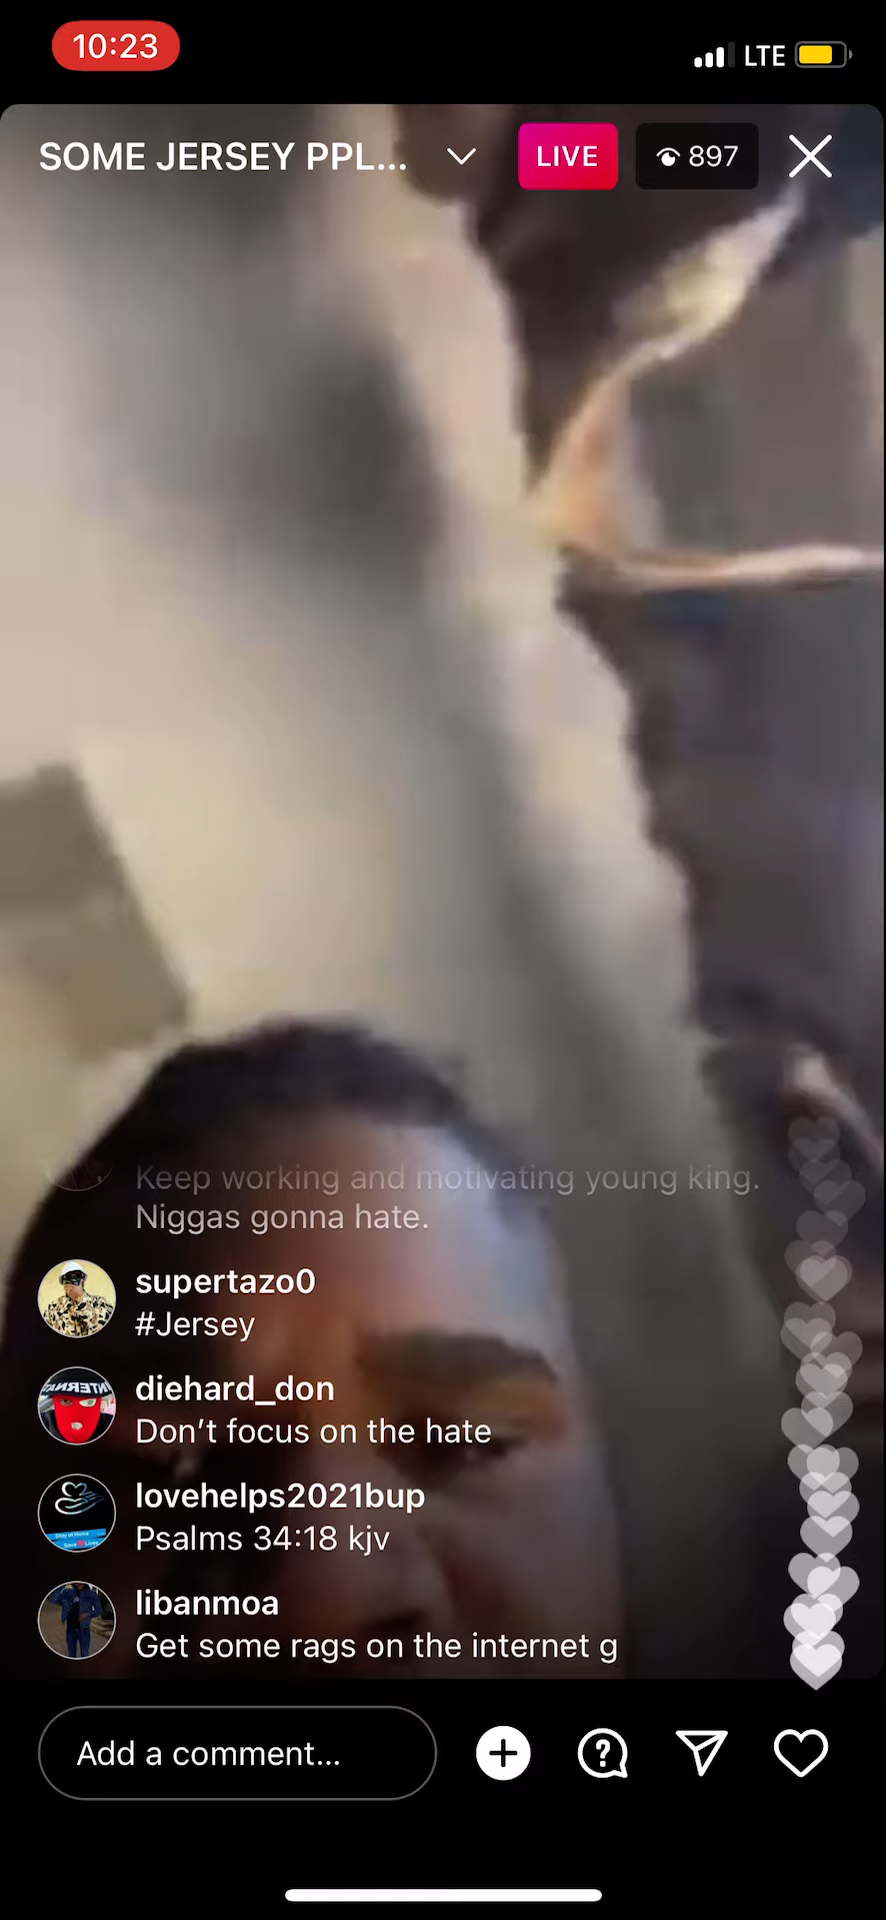 10:23
LTE
SOME JERSEY PPL...
LIVE
897
Keep working and motivating young king.
Niggas gonna hate.
supertazo0
#Jersey
diehard_don
Don’t focus on the hate
lovehelps2021bup
Psalms 34:18 kjv
libanmoa
Get some rags on the internet g
Add a comment...